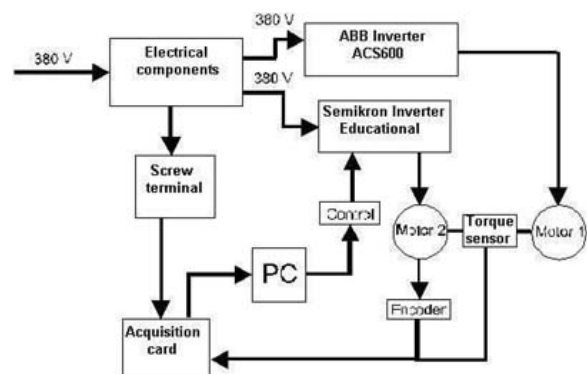 380 V
380 V
380 V
Electrical
components
ABB Inverter
ACS600
Semikron Inverter
Educational
Screw
terminal
Control
Motor 2
Torque
sensor
Motor 1
PC
Encoder
Acquisition
card